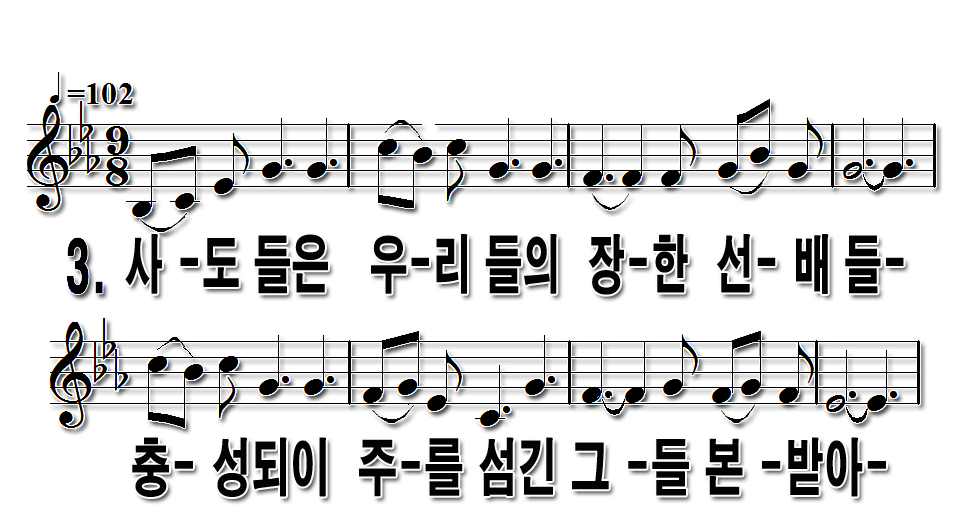 =102
9
8
3. 사 -도 들은 우-리 들의 장-한 선- 배 들-
충- 성되이 주-를 섬긴 그 -들 본 -받아-